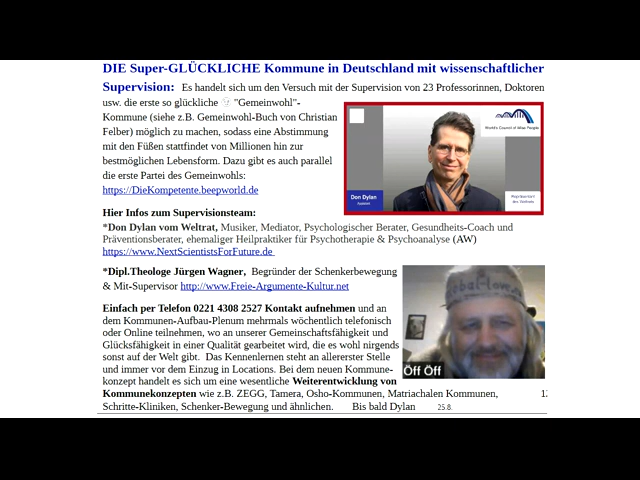 DIE Super-GLÜCKLICHE Kommune in Deutschland mit wissenschaftlicher
Supervision: Es handelt sich um den Versuch mit der Supervision von 23 Professorinnen, Doktoren
usw. die erste so glückliche "Gemeinwohl"-
Kommune (siehe z.B. Gemeinwohl-Buch von Christian
Felber) möglich zu machen, sodass eine Abstimmung
mit den Füßen stattfindet von Millionen hin zur
bestmöglichen Lebensform. Dazu gibt es auch parallel
die erste Partei des Gemeinwohls:
https://DieKompetente.beepworld.de
World's Council of Wise People
Don Dylan
Repräsentant
des Weltrats
Hier Infos zum Supervisionsteam:
*Don Dylan vom Weltrat, Musiker, Mediator, Psychologischer Berater, Gesundheits-Coach und
Präventionsberater, ehemaliger Heilpraktiker für Psychotherapie & Psychoanalyse (AW)
https://www.NextScientistsForFuture.de
*Dipl.Theologe Jürgen Wagner, Begründer der Schenkerbewegung
& Mit-Supervisor http://www.Freie-Argumente-Kultur.net
Einfach per Telefon 0221 4308 2527 Kontakt aufnehmen und an
dem Kommunen-Aufbau-Plenum mehrmals wöchentlich telefonisch
oder Online teilnehmen, wo an unserer Gemeinschaftsfähigkeit und
Glücksfähigkeit in einer Qualität gearbeitet wird, die es wohl nirgends
sonst auf der Welt gibt. Das Kennenlernen steht an allererster Stelle
und immer vor dem Einzug in Locations. Bei dem neuen Kommune-
konzept handelt es sich um eine wesentliche Weiterentwicklung von
Kommunekonzepten wie z.B. ZEGG, Tamera, Osho-Kommunen, Matriachalen Kommunen,
Schritte-Kliniken, Schenker-Bewegung und ähnlichen. Bis bald Dylan 25.8.
Öff Öff